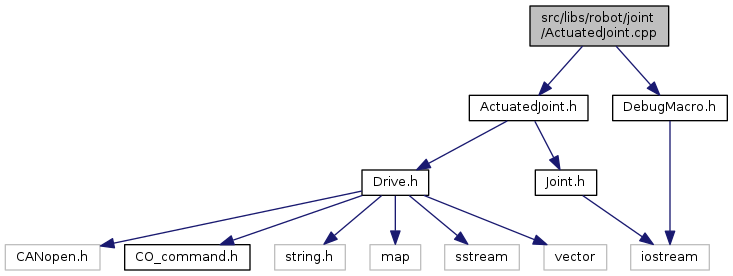 src/libs/robot/joint
/ActuatedJoint.cpp
ActuatedJoint.h
DebugMacro.h
Drive.h
Joint.h
CANopen.h
CO_command.h
string.h
map
sstream
vector
iostream